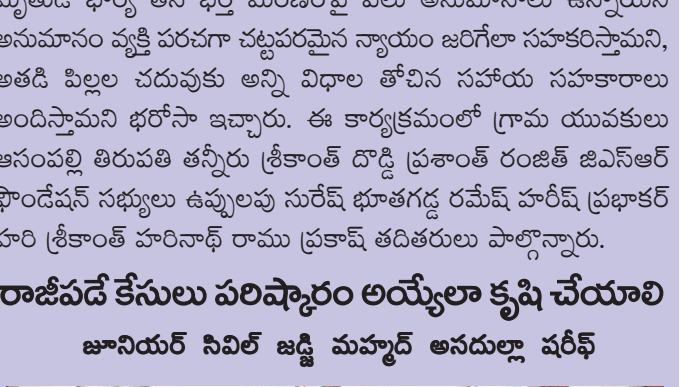 అనుమానం వ్యక్తి పరచగా చట్టపరమైన న్యాయం జరిగేలా సహకరిస్తామని,
అతడి పిల్లల చదువుకు అన్ని విధాల తోచిన సహాయ సహకారాలు
అందిస్తామని భరోసా ఇచ్చారు. ఈ కార్యక్రమంలో గ్రామ యువకులు
ఆసంపల్లి తిరుపతి తన్నీరు శ్రీకాంత్ దొడ్డి ప్రశాంత్ రంజిత్ జిఎస్ఆర్
ఫౌండేషన్ సభ్యులు ఉప్పులపు సురేష్ భూతగడ్డ రమేష్ హరీష్ ప్రభాకర్
హరి శ్రీకాంత్ హరినాథ్ రాము ప్రకాష్ తదితరులు పాల్గొన్నారు.
రాజీపడే కేసులు పరిష్కారం అయ్యేలా కృషి చేయాలి
జూనియర్ సివిల్ జడ్జి మహ్మద్ అసదుల్లా షరీఫ్